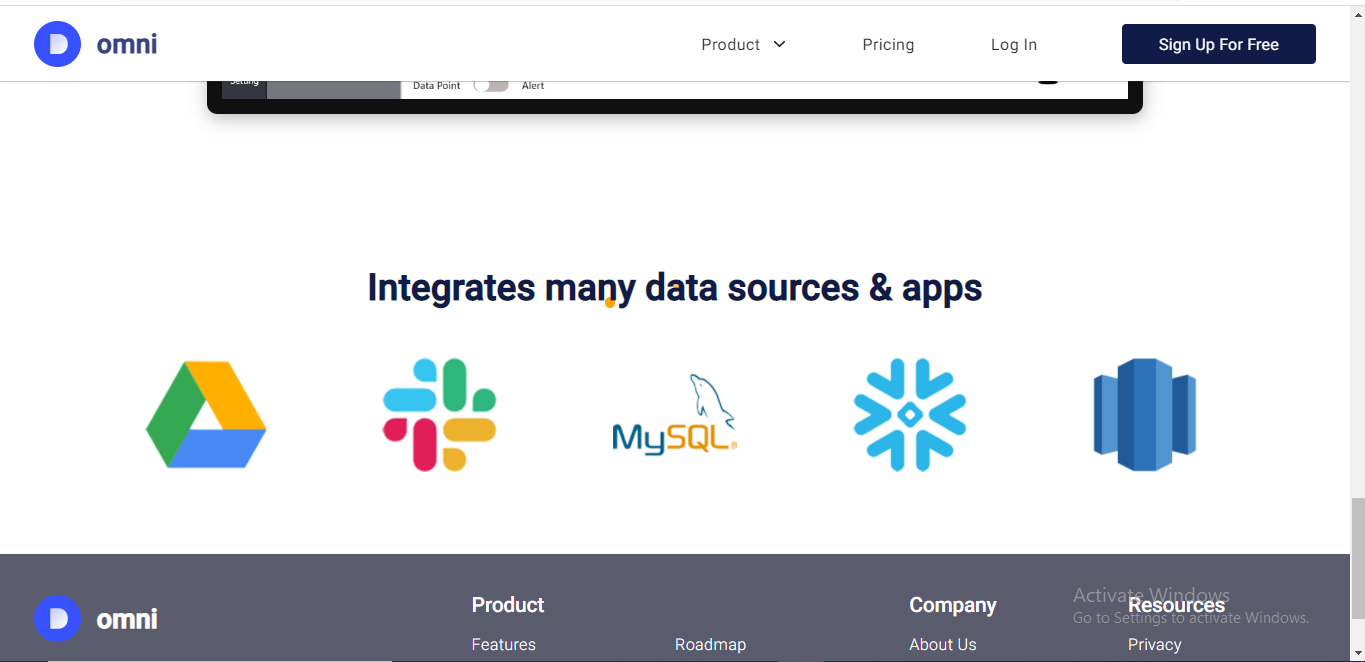 D omni
Product
Pricing
Log In
Sign Up For Free
Setting
Data Point
Alert
Integrates many data sources & apps
MySQL®
D omni
Product
Features
Roadmap
Company
About Us
Resources
Privacy
Activate Windows
Go to Settings to activate Windows.